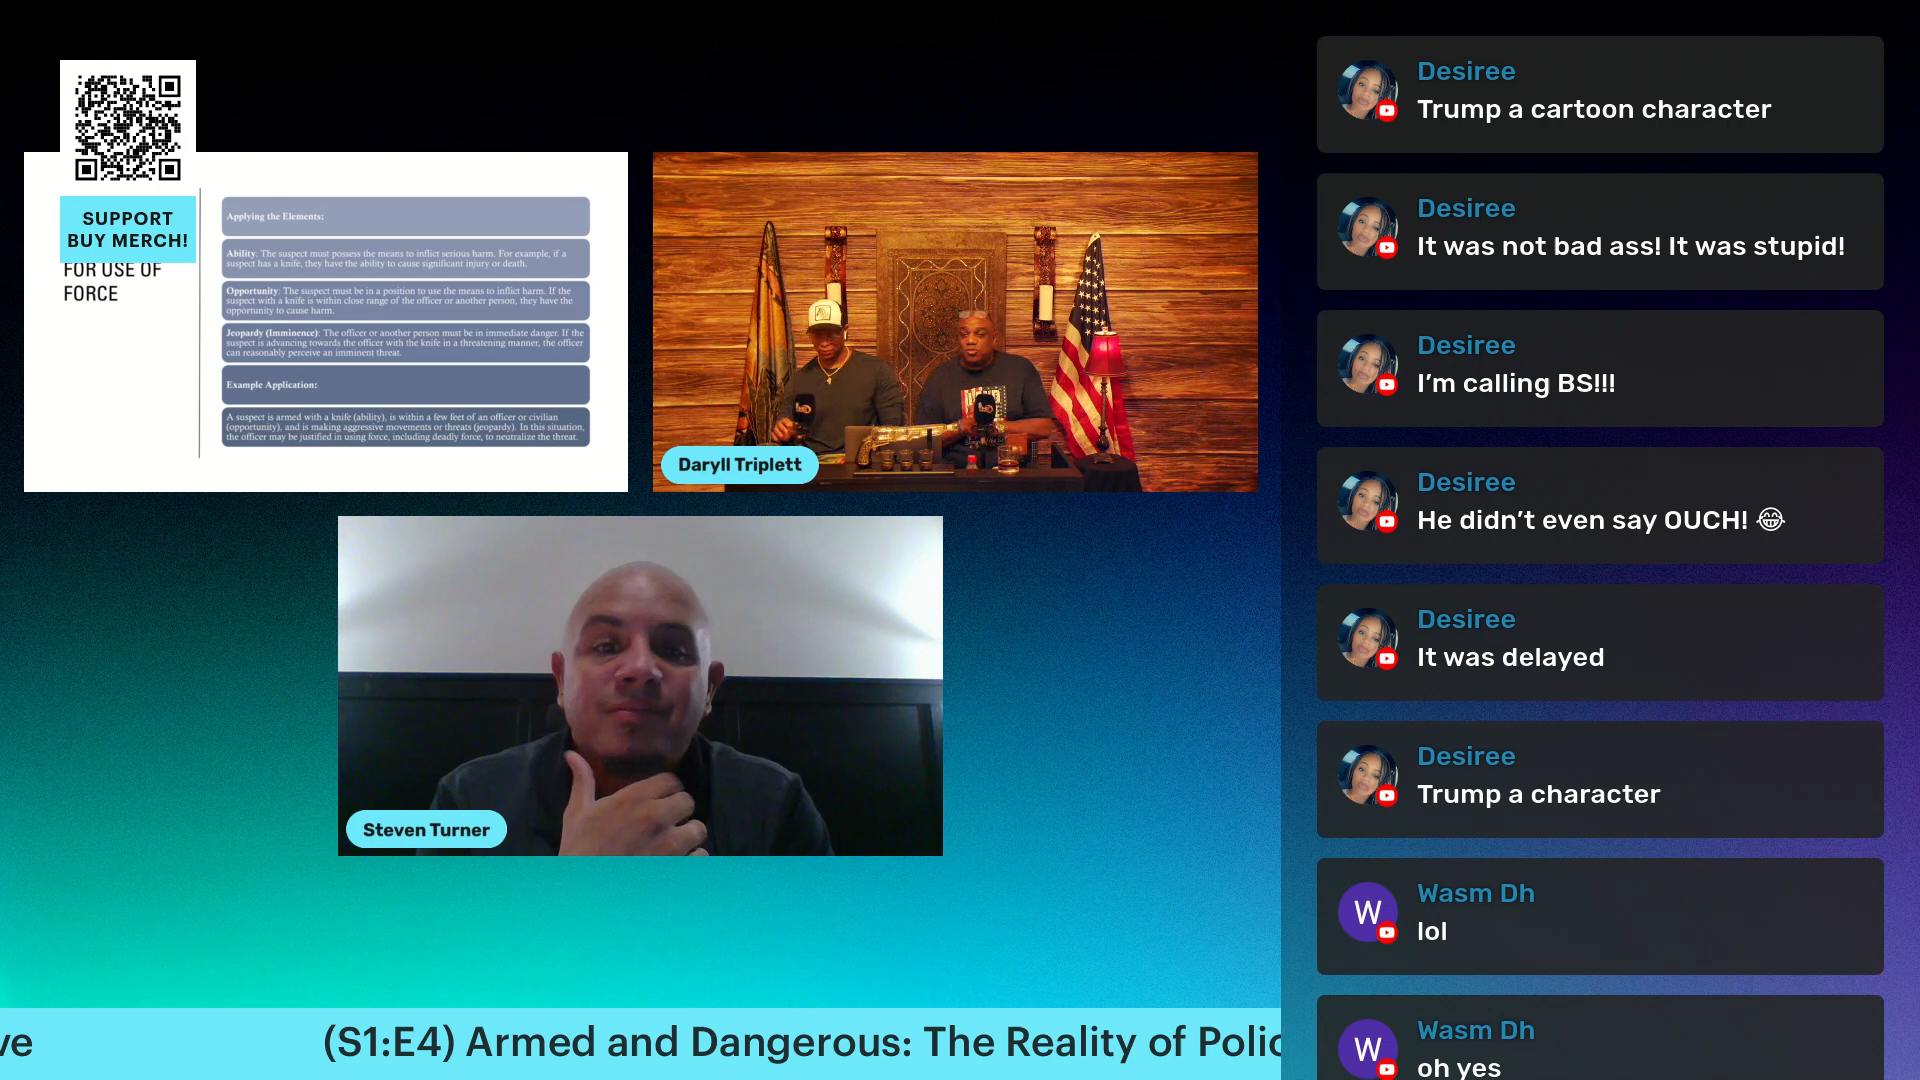 SUPPORT
BUY MERCH!
FOR USE OF
FORCE
Applying the Elements:
Ability: The suspect must possess the means to inflict serious harm. For example, if a
suspect has a knife, they have the ability to cause significant injury or death.
Opportunity: The suspect must be in a position to use the means to inflict harm. If the
suspect with a knife is within close range of the officer or another person, they have the
opportunity to cause harm.
Jeopardy (Imminence): The officer or another person must be in immediate danger. If the
suspect is advancing towards the officer with the knife in a threatening manner, the officer
can reasonably perceive an imminent threat.
Example Application:
A suspect is armed with a knife (ability), is within a few feet of an officer or civilian
(opportunity), and is making aggressive movements or threats (jeopardy). In this situation,
the officer may be justified in using force, including deadly force, to neutralize the threat.
Daryll Triplett
Steven Turner
ve (S1:E4) Armed and Dangerous: The Reality of Polic
Desiree
Trump a cartoon character
Desiree
It was not bad ass! It was stupid!
Desiree
I’m calling BS!!!
Desiree
He didn’t even say OUCH! 😂
Desiree
It was delayed
Desiree
Trump a character
W
Wasm Dh
lol
W
Wasm Dh
oh yes